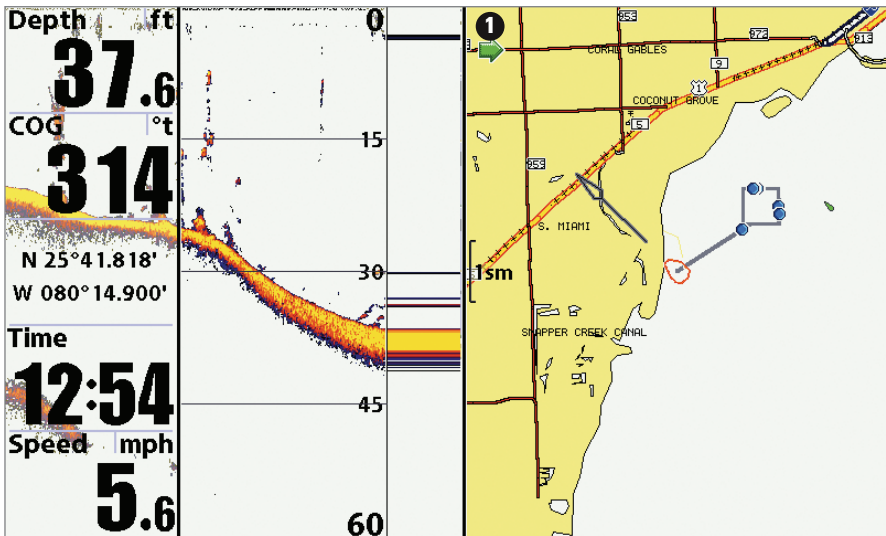 Depth ft
37.6
COG °t
314
N 25°41.818'
W 080°14.900'
Time
12:54
Speed mph
5.6
0
15
30
45
60
1
953
972
913
CORAL GABLES
9
1
COCONUT GROVE
5
959
S. MIAMI
1sm
SNAPPER CREEK CANAL